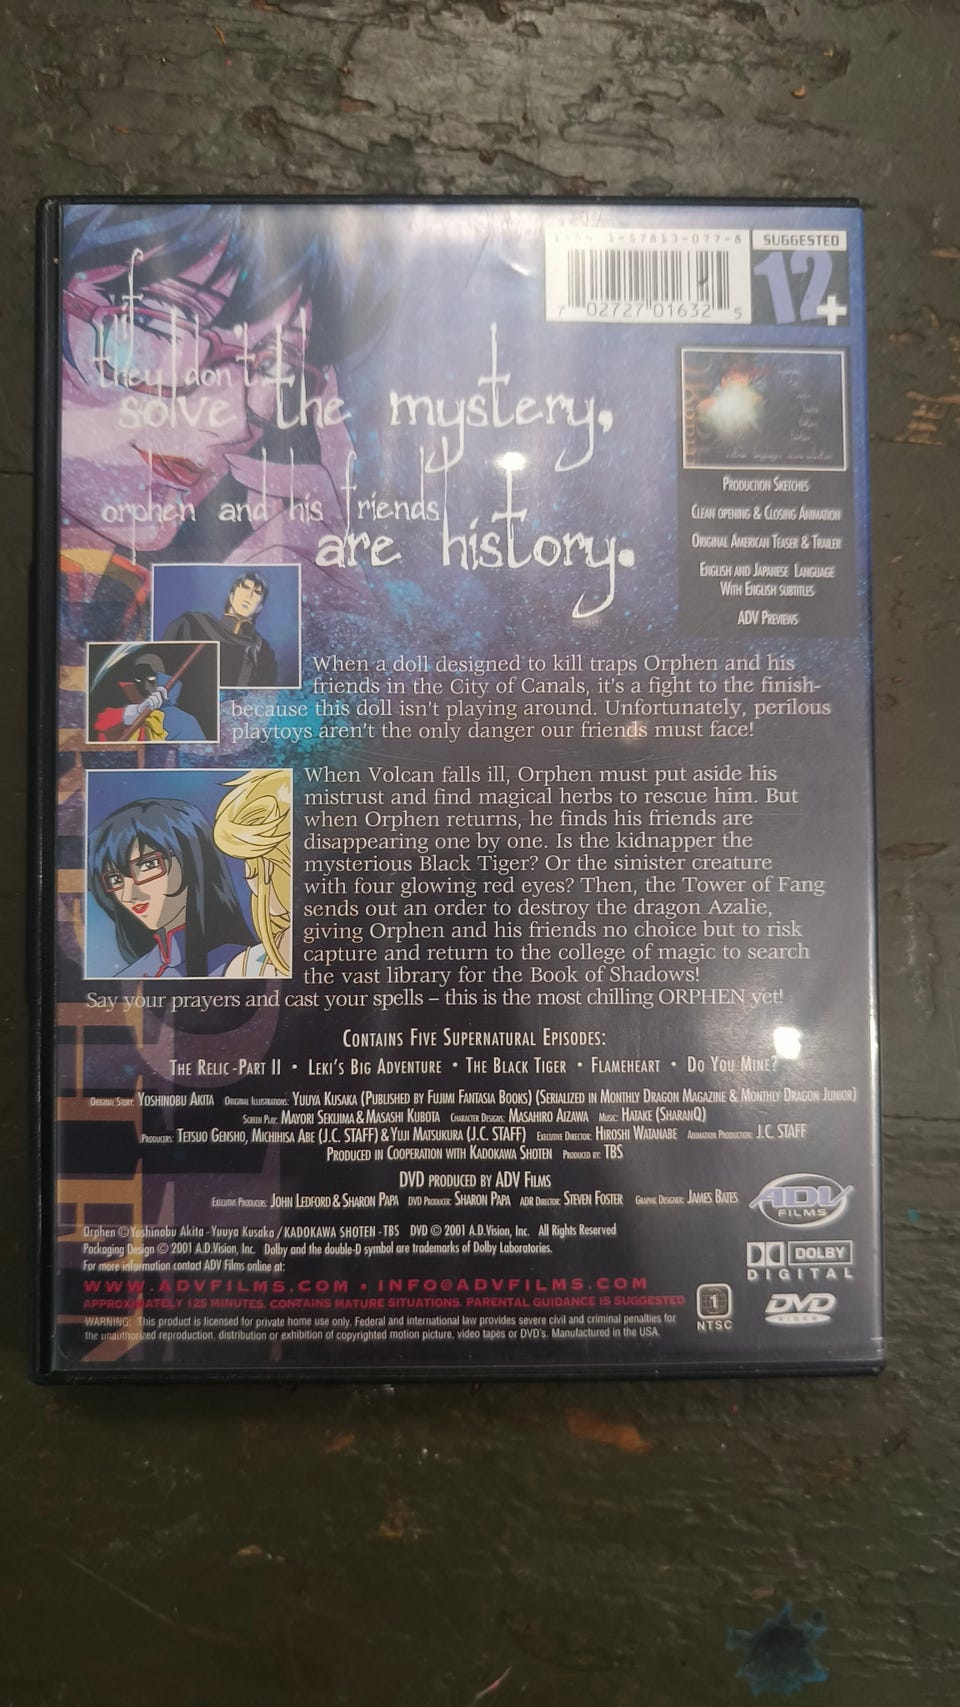 1-57813-077-8
SUGGESTED
12+
7 02727 01632 5
if
they don't
solve the mystery,
orphen and his friends
are history.
PRODUCTION SKETCHES
CLEAN OPENING & CLOSING ANIMATION
ORIGINAL AMERICAN TEASER & TRAILER
ENGLISH AND JAPANESE LANGUAGE
WITH ENGLISH SUBTITLES
ADV PREVIEWS
When a doll designed to kill traps Orphen and his
friends in the City of Canals, it's a fight to the finish-
because this doll isn't playing around. Unfortunately, perilous
playtoys aren't the only danger our friends must face!
When Volcan falls ill, Orphen must put aside his
mistrust and find magical herbs to rescue him. But
when Orphen returns, he finds his friends are
disappearing one by one. Is the kidnapper the
mysterious Black Tiger? Or the sinister creature
with four glowing red eyes? Then, the Tower of Fang
sends out an order to destroy the dragon Azalie,
giving Orphen and his friends no choice but to risk
capture and return to the college of magic to search
the vast library for the Book of Shadows!
Say your prayers and cast your spells – this is the most chilling ORPHEN yet!
CONTAINS FIVE SUPERNATURAL EPISODES:
THE RELIC-PART II • LEKI'S BIG ADVENTURE • THE BLACK TIGER • FLAMEHEART • DO YOU MINE?
ORIGINAL STORY: YOSHINOBU AKITA ORIGINAL ILLUSTRATIONS: YUUYA KUSAKA (PUBLISHED BY FUJIMI FANTASIA BOOKS) (SERIALIZED IN MONTHLY DRAGON MAGAZINE & MONTHLY DRAGON JUNIOR)
SCREEN PLAY: MAYORI SEKIJIMA & MASASHI KUBOTA CHARACTER DESIGNS: MASAHIRO AIZAWA MUSIC: HATAKE (SHARANQ)
PRODUCERS: TETSUO GENSHO, MICHIHISA ABE (J.C. STAFF) & YUJI MATSUKURA (J.C. STAFF) EXECUTIVE DIRECTOR: HIROSHI WATANABE ANIMATION PRODUCTION: J.C. STAFF
PRODUCED IN COOPERATION WITH KADOKAWA SHOTEN PRODUCED BY: TBS
DVD PRODUCED BY ADV FILMS
EXECUTIVE PRODUCERS: JOHN LEDFORD & SHARON PAPA DVD PRODUCER: SHARON PAPA ADR DIRECTOR: STEVEN FOSTER GRAPHIC DESIGNER: JAMES BATES
ADV
FILMS
Orphen © Yoshinobu Akita - Yuuya Kusaka / KADOKAWA SHOTEN - TBS DVD © 2001 A.D.Vision, Inc. All Rights Reserved
Packaging Design © 2001 A.D.Vision, Inc. Dolby and the double-D symbol are trademarks of Dolby Laboratories.
For more information contact ADV Films online at:
DOLBY
DIGITAL
WWW.ADVFILMS.COM • INFO@ADVFILMS.COM
APPROXIMATELY 125 MINUTES. CONTAINS MATURE SITUATIONS. PARENTAL GUIDANCE IS SUGGESTED
WARNING: This product is licensed for private home use only. Federal and international law provides severe civil and criminal penalties for
the unauthorized reproduction, distribution or exhibition of copyrighted motion picture, video tapes or DVD's. Manufactured in the USA.
1
NTSC
DVD
VIDEO